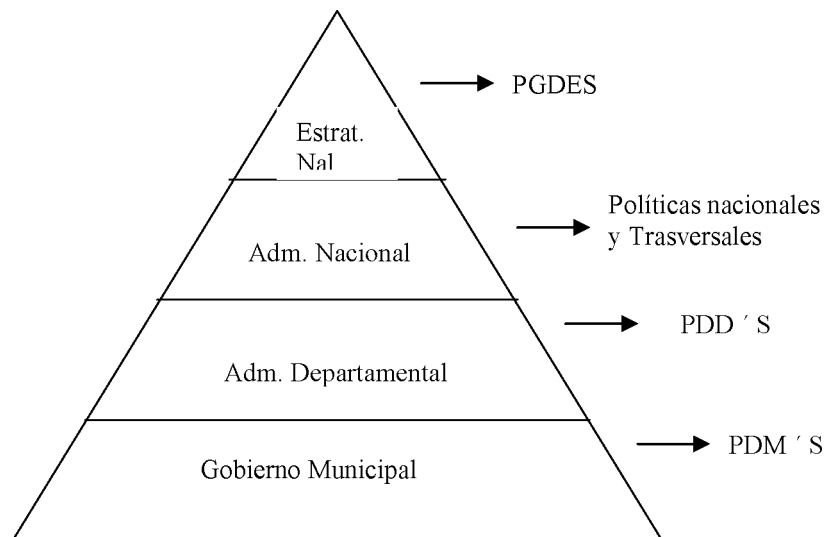 PGDES
Estrat.
Nal
Políticas nacionales
y Trasversales
Adm. Nacional
PDD ´ S
Adm. Departamental
PDM ´ S
Gobierno Municipal